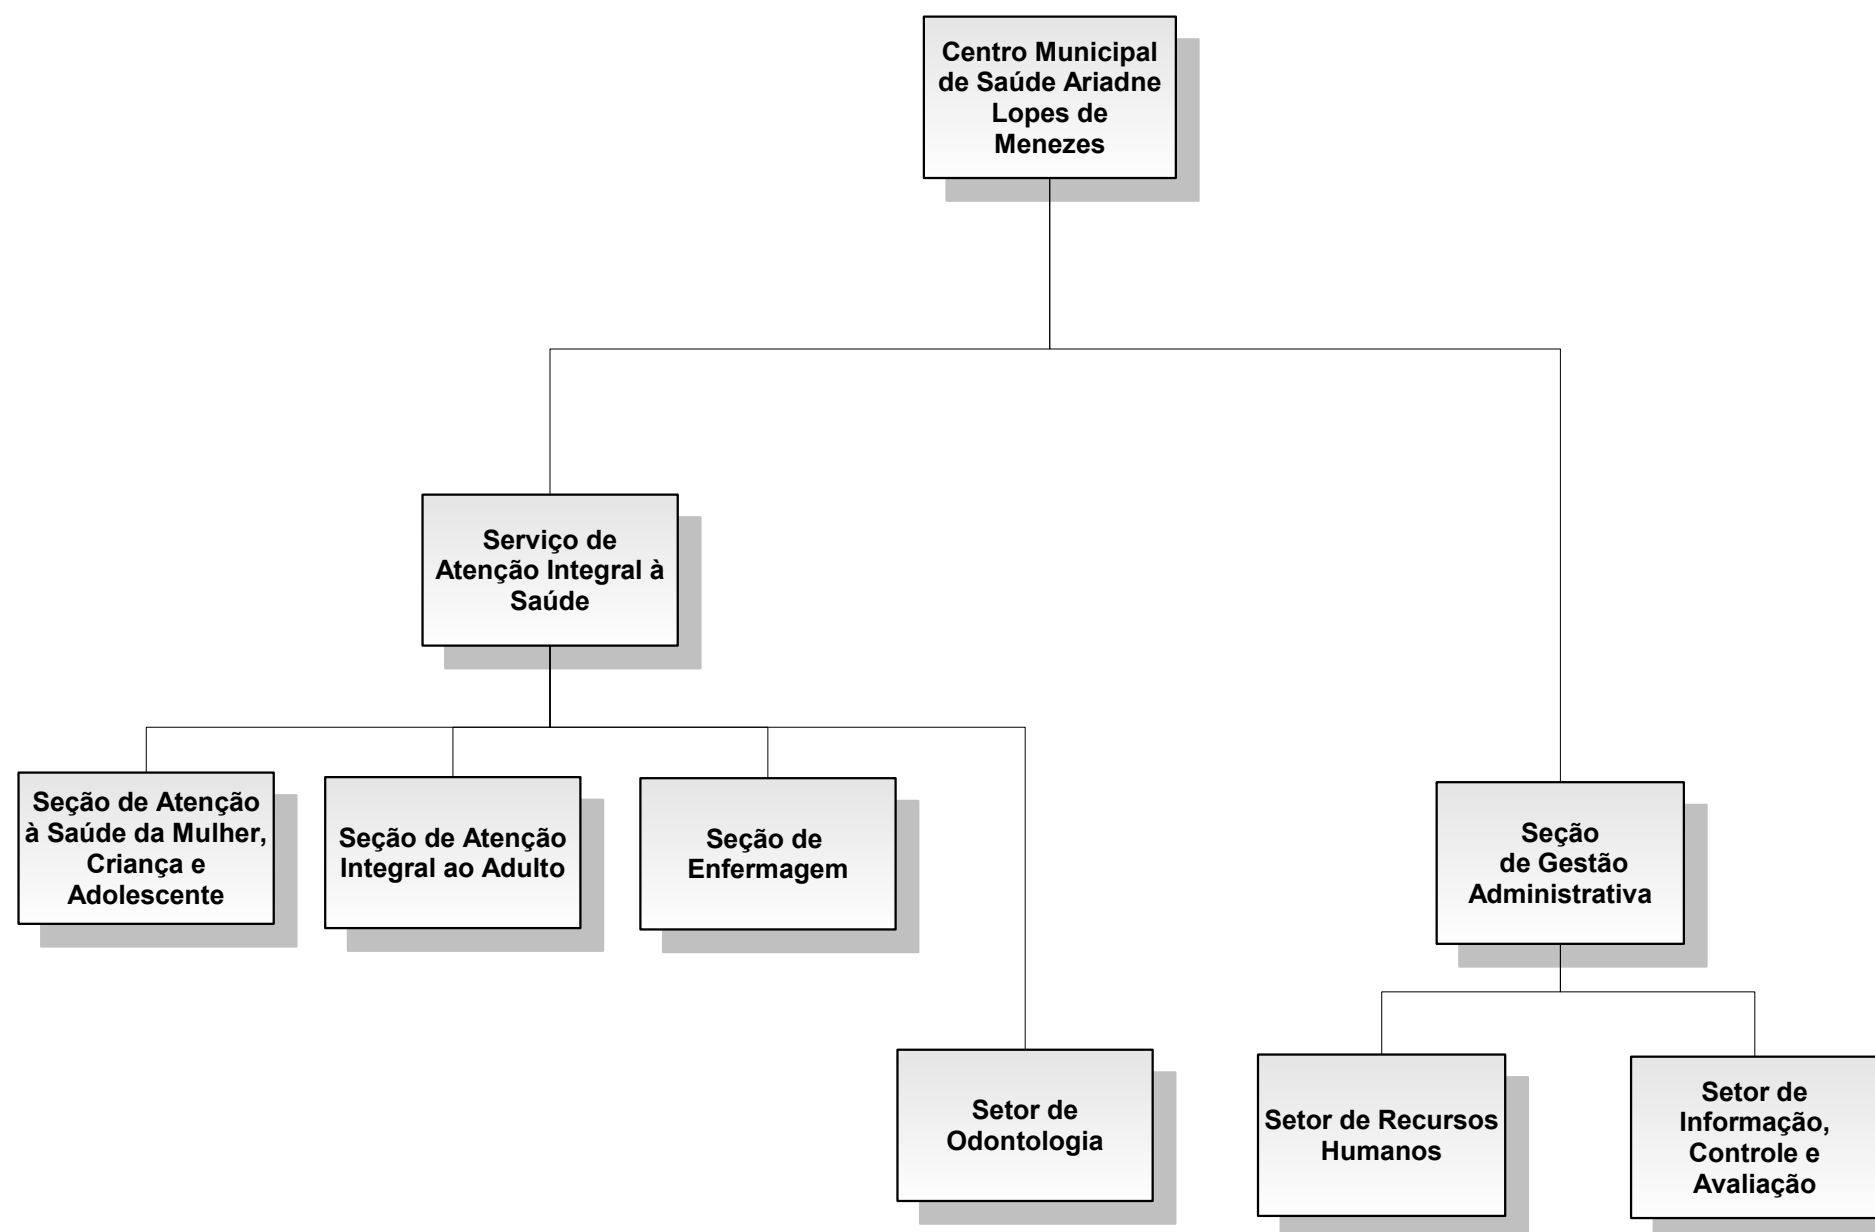 Centro Municipal
de Saúde Ariadne
Lopes de
Menezes
Serviço de
Atenção Integral à
Saúde
Seção de Atenção
à Saúde da Mulher,
Criança e
Adolescente
Seção de Atenção
Integral ao Adulto
Seção de
Enfermagem
Seção
de Gestão
Administrativa
Setor de
Odontologia
Setor de Recursos
Humanos
Setor de
Informação,
Controle e
Avaliação